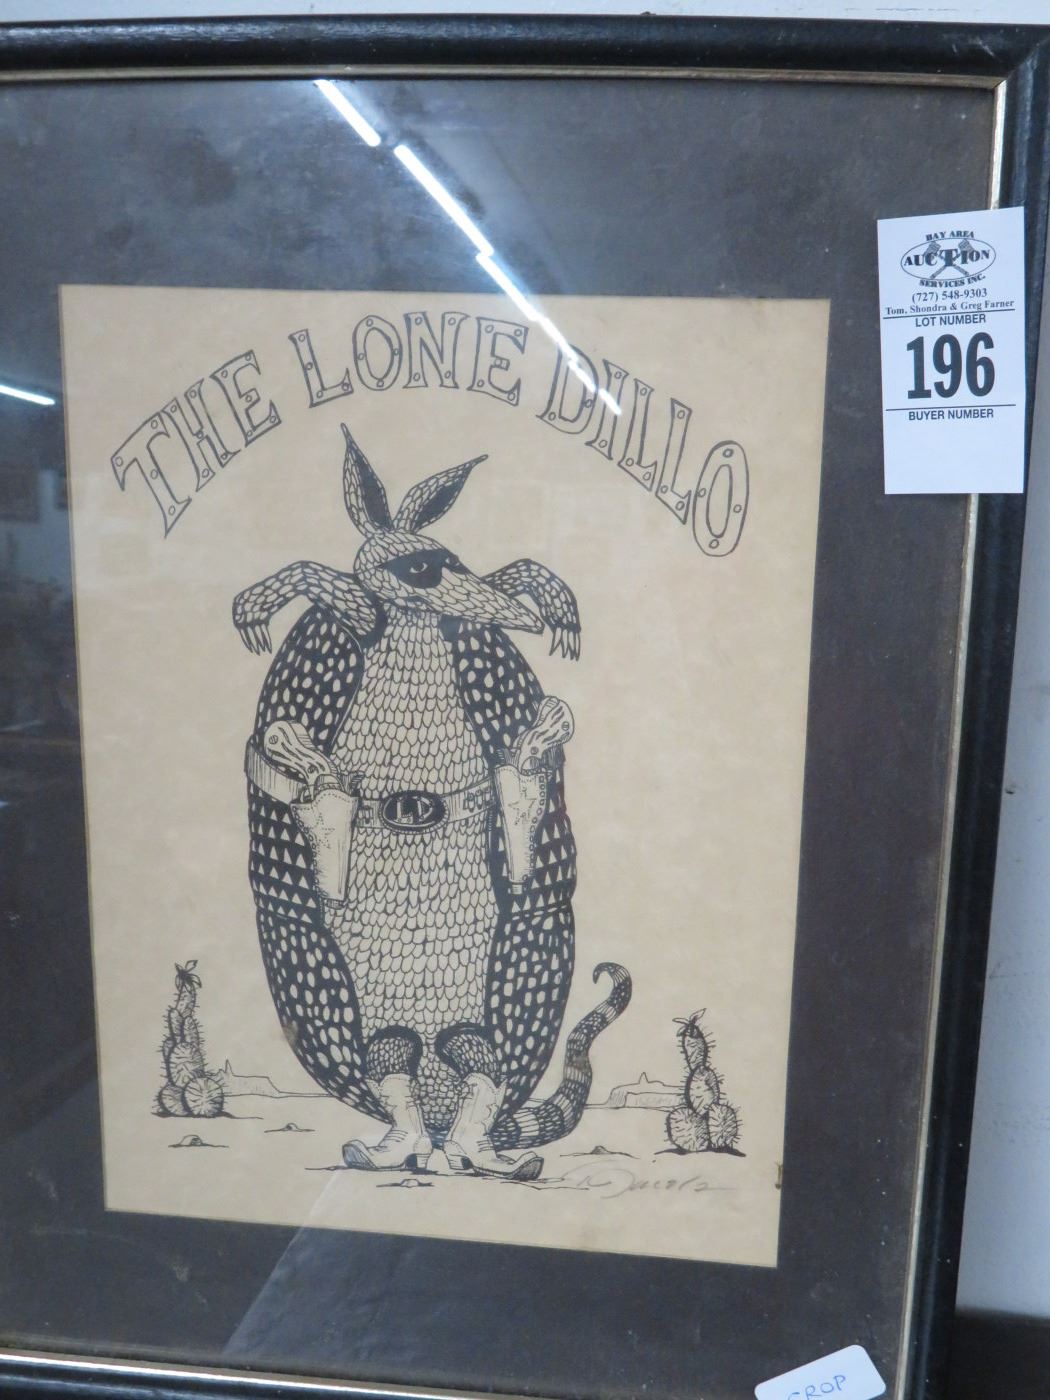 THE LONE DILLO
BAY AREA
AUCTION
SERVICES INC.
(727) 548-9303
Tom, Shondra & Greg Farner
LOT NUMBER
196
BUYER NUMBER
LD
CROP